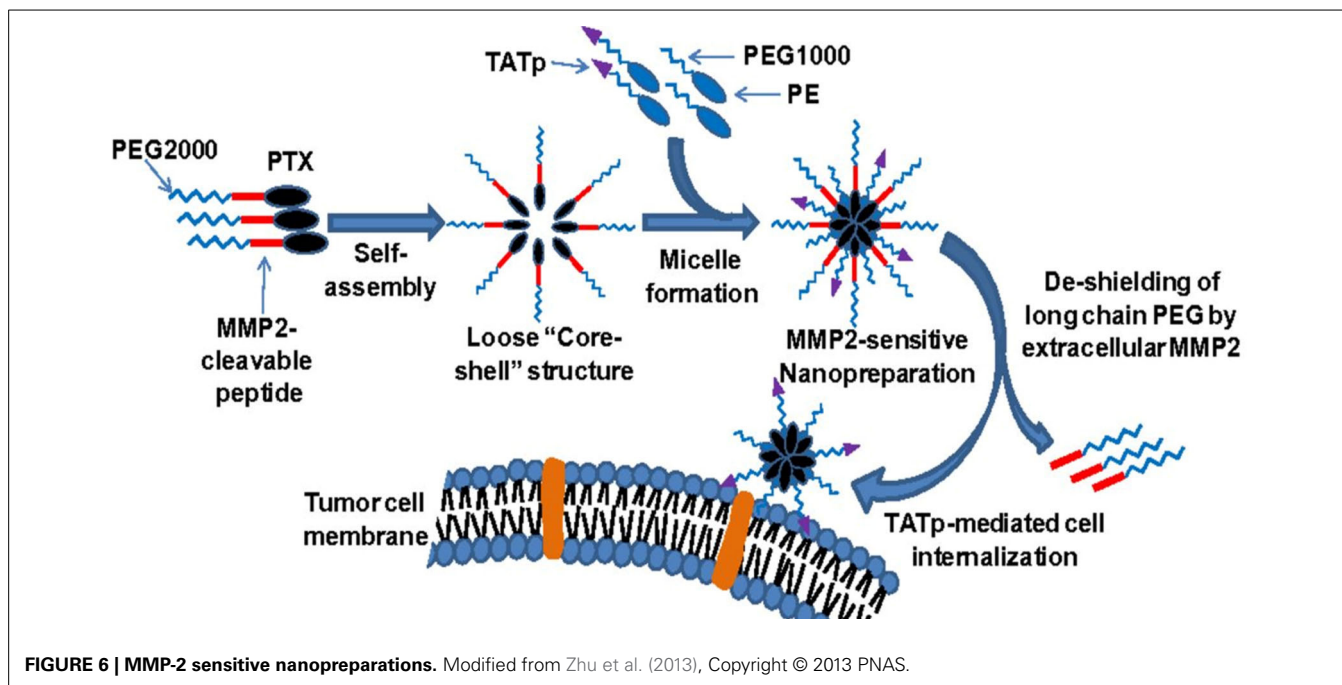 TATp
PEG1000
PE
PEG2000
PTX
MMP2-
cleavable
peptide
Self-
assembly
Loose “Core-
shell” structure
Micelle
formation
MMP2-sensitive
Nanopreparation
De-shielding of
long chain PEG by
extracellular MMP2
Tumor cell
membrane
TATp-mediated cell
internalization
FIGURE 6 | MMP-2 sensitive nanopreparations. Modified from Zhu et al. (2013), Copyright © 2013 PNAS.